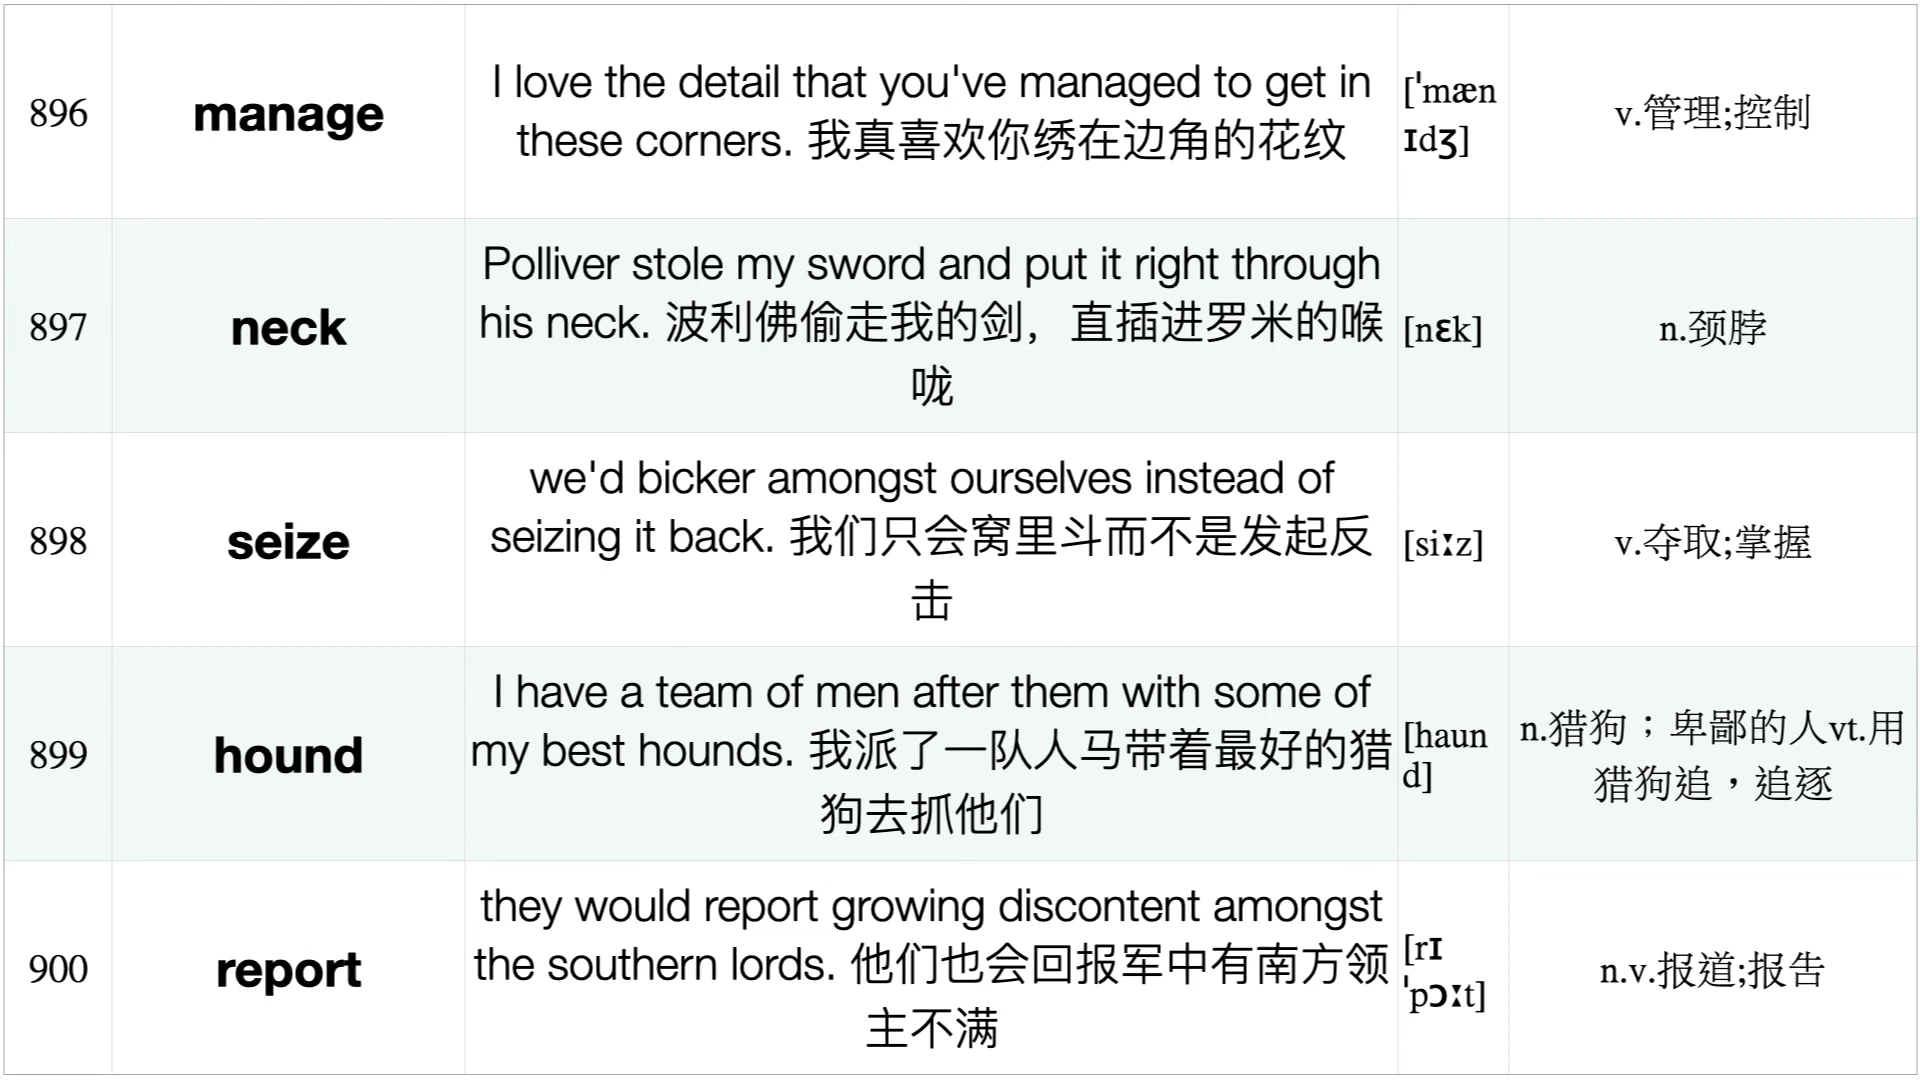 896
manage
I love the detail that you've managed to get in
these corners. 我真喜欢你绣在边角的花纹
[ˈmæn
ɪdʒ]
v.管理;控制
897
neck
Polliver stole my sword and put it right through
his neck. 波利佛偷走我的剑，直插进罗米的喉
咙
[nɛk]
n.颈脖
898
seize
we'd bicker amongst ourselves instead of
seizing it back. 我们只会窝里斗而不是发起反
击
[siːz]
v.夺取;掌握
899
hound
I have a team of men after them with some of
my best hounds. 我派了一队人马带着最好的猎
狗去抓他们
[haun
d]
n.猎狗；卑鄙的人vt.用
猎狗追，追逐
900
report
they would report growing discontent amongst
the southern lords. 他们也会回报军中有南方领
主不满
[rɪ
ˈpɔːt]
n.v.报道;报告